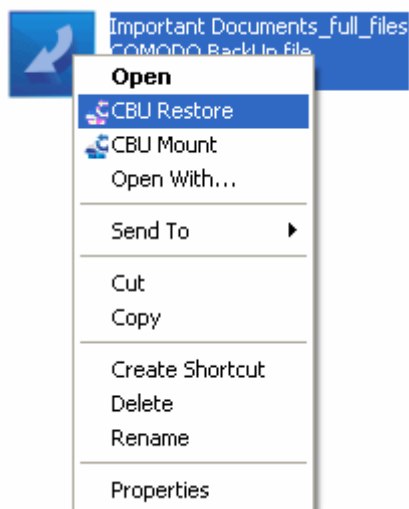 Important Documents_full_files
COMODO BackUp file
Open
CBU Restore
CBU Mount
Open With...
Send To
Cut
Copy
Create Shortcut
Delete
Rename
Properties